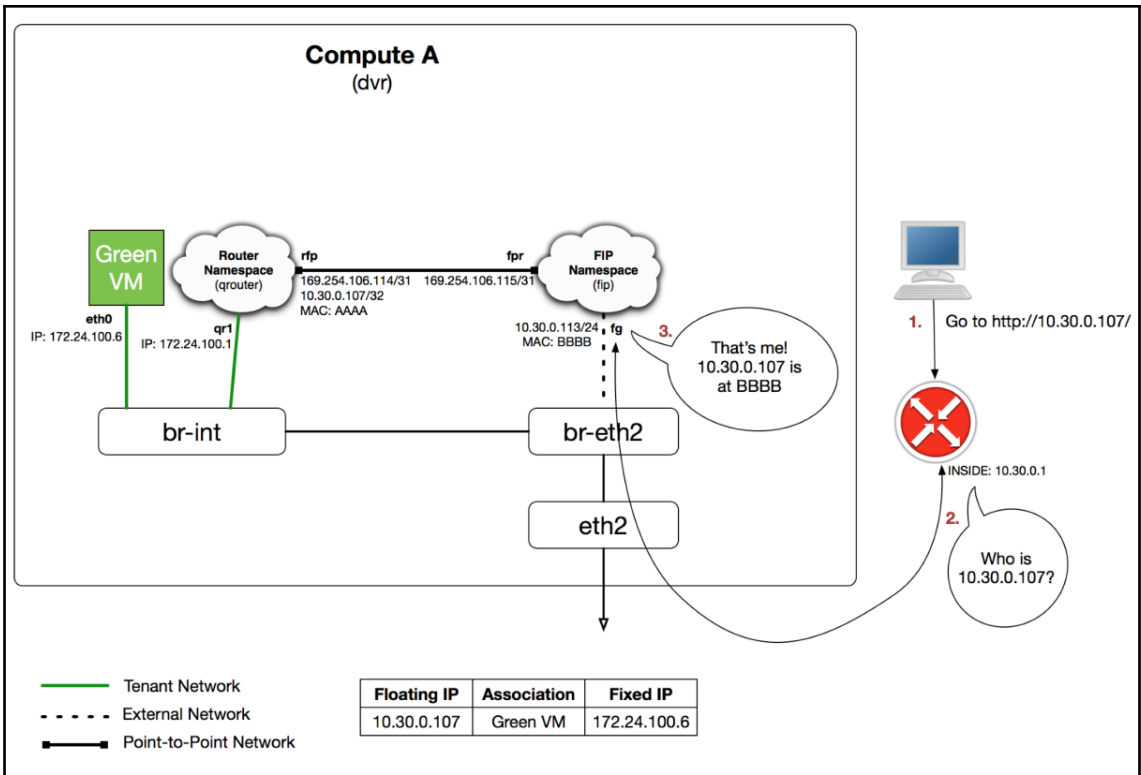 Compute A
(dvr)
Green
VM
eth0
IP: 172.24.100.6
Router
Namespace
(qrouter)
qr1
IP: 172.24.100.1
rfp
169.254.106.114/31
10.30.0.107/32
MAC: AAAA
fpr
169.254.106.115/31
FIP
Namespace
(fip)
10.30.0.113/24
MAC: BBBB
fg
3.
That's me!
10.30.0.107 is
at BBBB
1.
Go to http://10.30.0.107/
br-int
br-eth2
eth2
INSIDE: 10.30.0.1
2.
Who is
10.30.0.107?
Tenant Network
External Network
Point-to-Point Network
Floating IP Association Fixed IP
10.30.0.107 Green VM 172.24.100.6